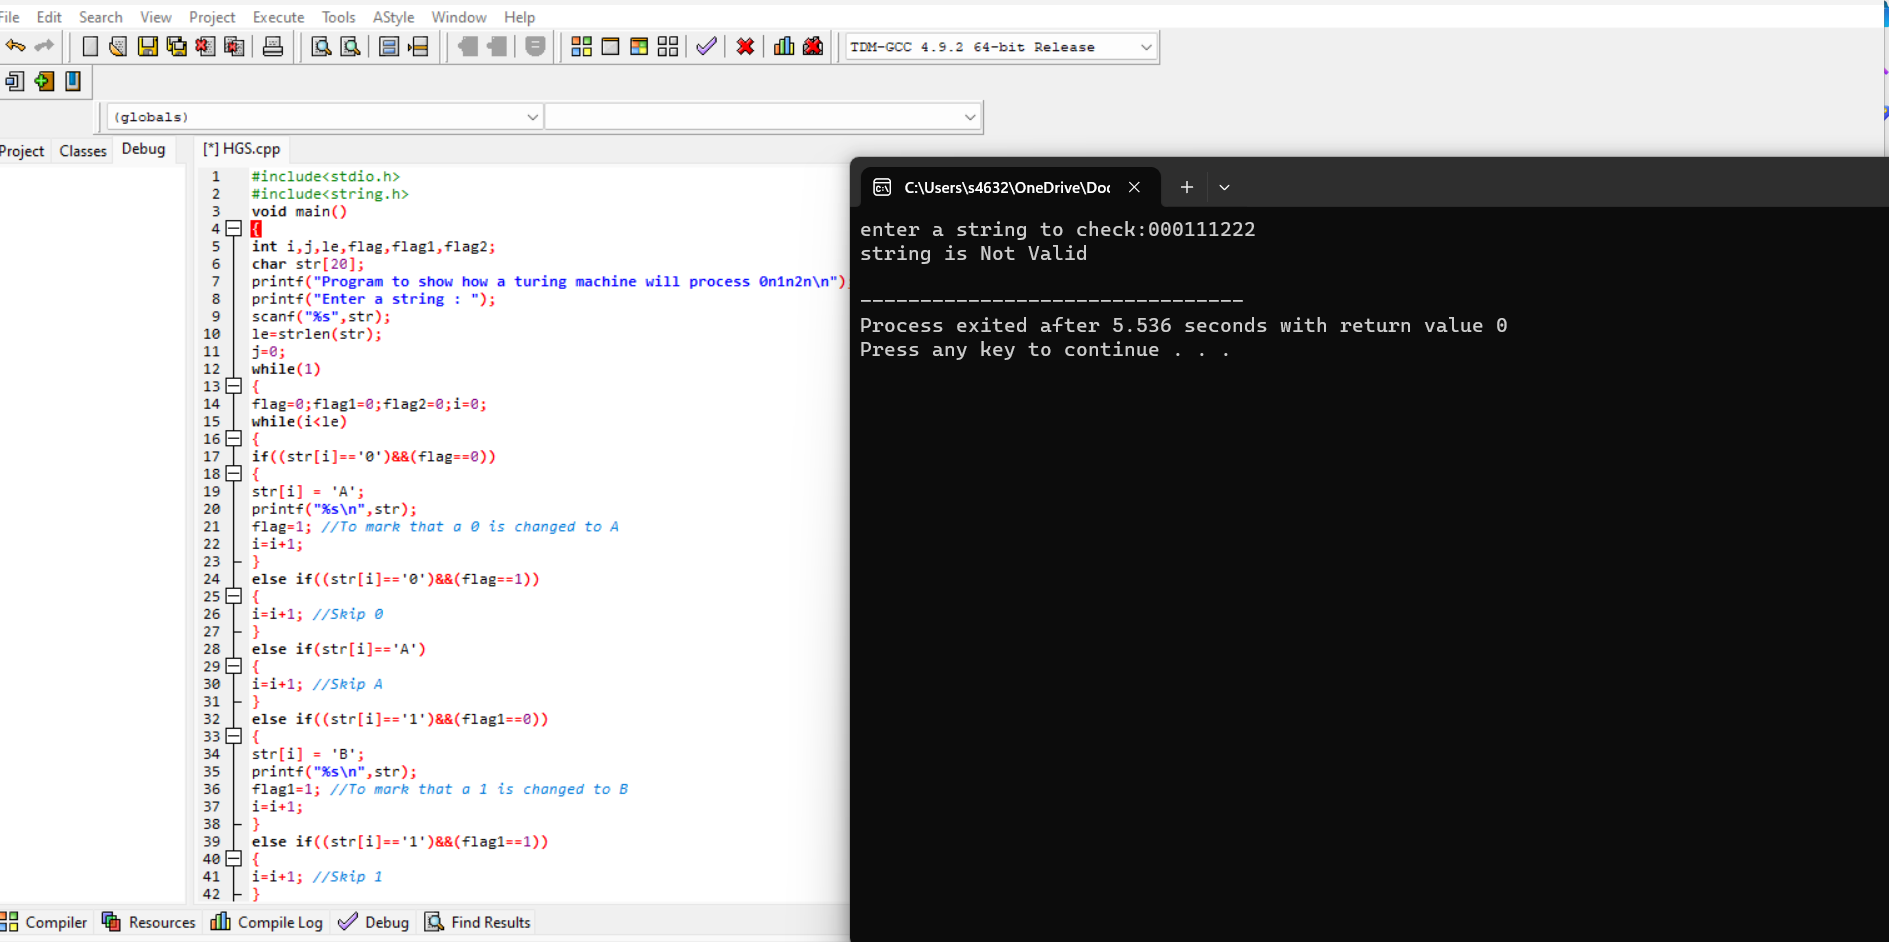 File Edit Search View Project Execute Tools AStyle Window Help
TDM-GCC 4.9.2 64-bit Release
(globals)
Project Classes Debug
[*] HGS.cpp
1 #include<stdio.h>
2 #include<string.h>
3 void main()
4 {
5 int i,j,le,flag,flag1,flag2;
6 char str[20];
7 printf("Program to show how a turing machine will process 0n1n2n\n")
8 printf("Enter a string : ");
9 scanf("%s",str);
10 le=strlen(str);
11 j=0;
12 while(1)
13 {
14 flag=0;flag1=0;flag2=0;i=0;
15 while(i<le)
16 {
17 if((str[i]=='0')&&(flag==0))
18 {
19 str[i] = 'A';
20 printf("%s\n",str);
21 flag=1; //To mark that a 0 is changed to A
22 i=i+1;
23 }
24 else if((str[i]=='0')&&(flag==1))
25 {
26 i=i+1; //Skip 0
27 }
28 else if(str[i]=='A')
29 {
30 i=i+1; //Skip A
31 }
32 else if((str[i]=='1')&&(flag1==0))
33 {
34 str[i] = 'B';
35 printf("%s\n",str);
36 flag1=1; //To mark that a 1 is changed to B
37 i=i+1;
38 }
39 else if((str[i]=='1')&&(flag1==1))
40 {
41 i=i+1; //Skip 1
42 }
Compiler Resources Compile Log Debug Find Results
C:\Users\s4632\OneDrive\Doc
enter a string to check:000111222
string is Not Valid
--------------------------------
Process exited after 5.536 seconds with return value 0
Press any key to continue . . .